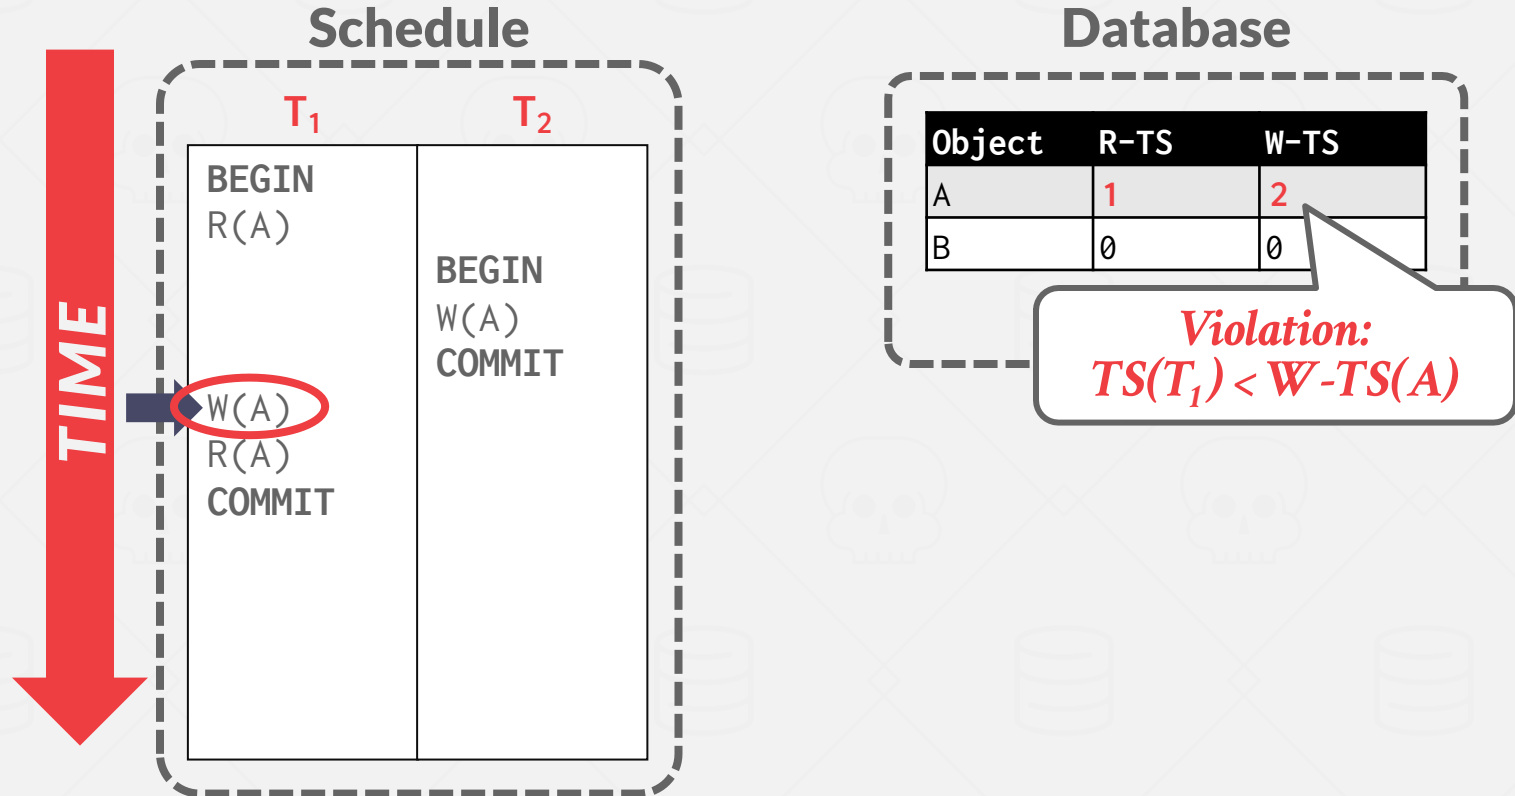 Schedule
Database
TIME
T₁ T₂
BEGIN
R(A)
BEGIN
W(A)
COMMIT
W(A)
R(A)
COMMIT
Object R-TS W-TS
A 1 2
B 0 0
Violation:
TS(T₁) < W-TS(A)